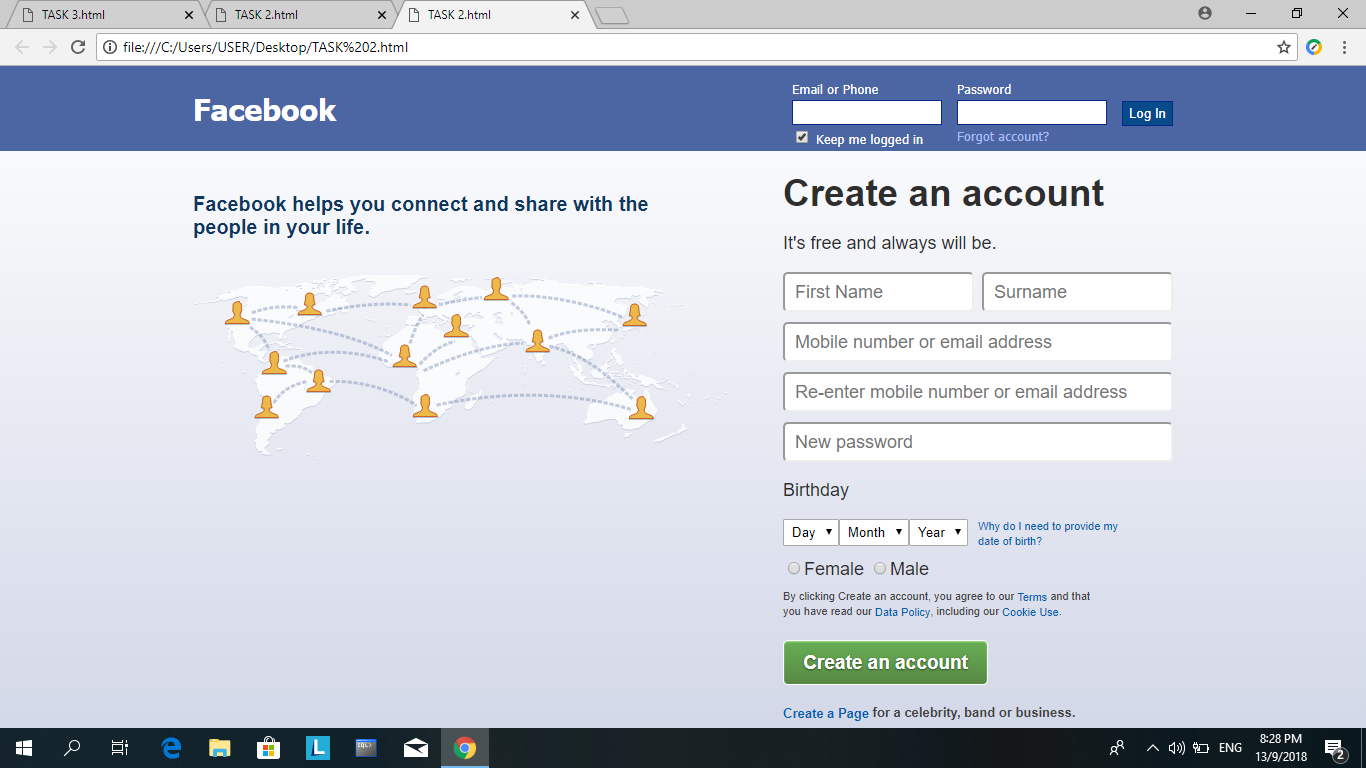 TASK 3.html
TASK 2.html
TASK 2.html
file:///C:/Users/USER/Desktop/TASK%202.html
Facebook
Email or Phone
Password
Log In
Keep me logged in
Forgot account?
Facebook helps you connect and share with the
people in your life.
Create an account
It's free and always will be.
First Name
Surname
Mobile number or email address
Re-enter mobile number or email address
New password
Birthday
Day
Month
Year
Why do I need to provide my
date of birth?
Female
Male
By clicking Create an account, you agree to our Terms and that
you have read our Data Policy, including our Cookie Use.
Create an account
Create a Page for a celebrity, band or business.
L
SQL
ENG
8:28 PM
13/9/2018
2